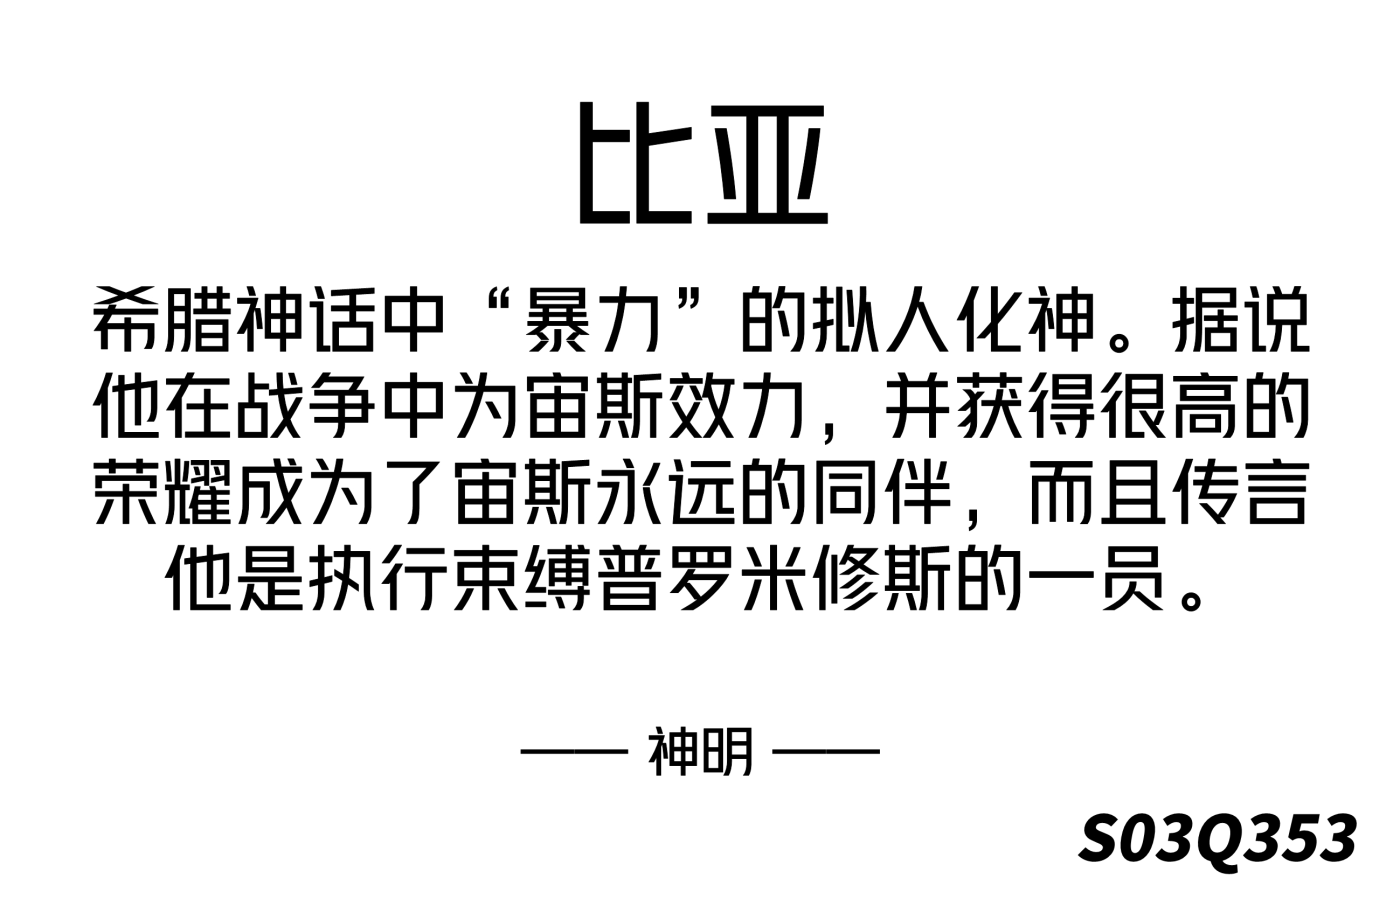 比亚
希腊神话中“暴力”的拟人化神。据说
他在战争中为宙斯效力，并获得很高的
荣耀成为了宙斯永远的同伴，而且传言
他是执行束缚普罗米修斯的一员。
—— 神明 ——
S03Q353